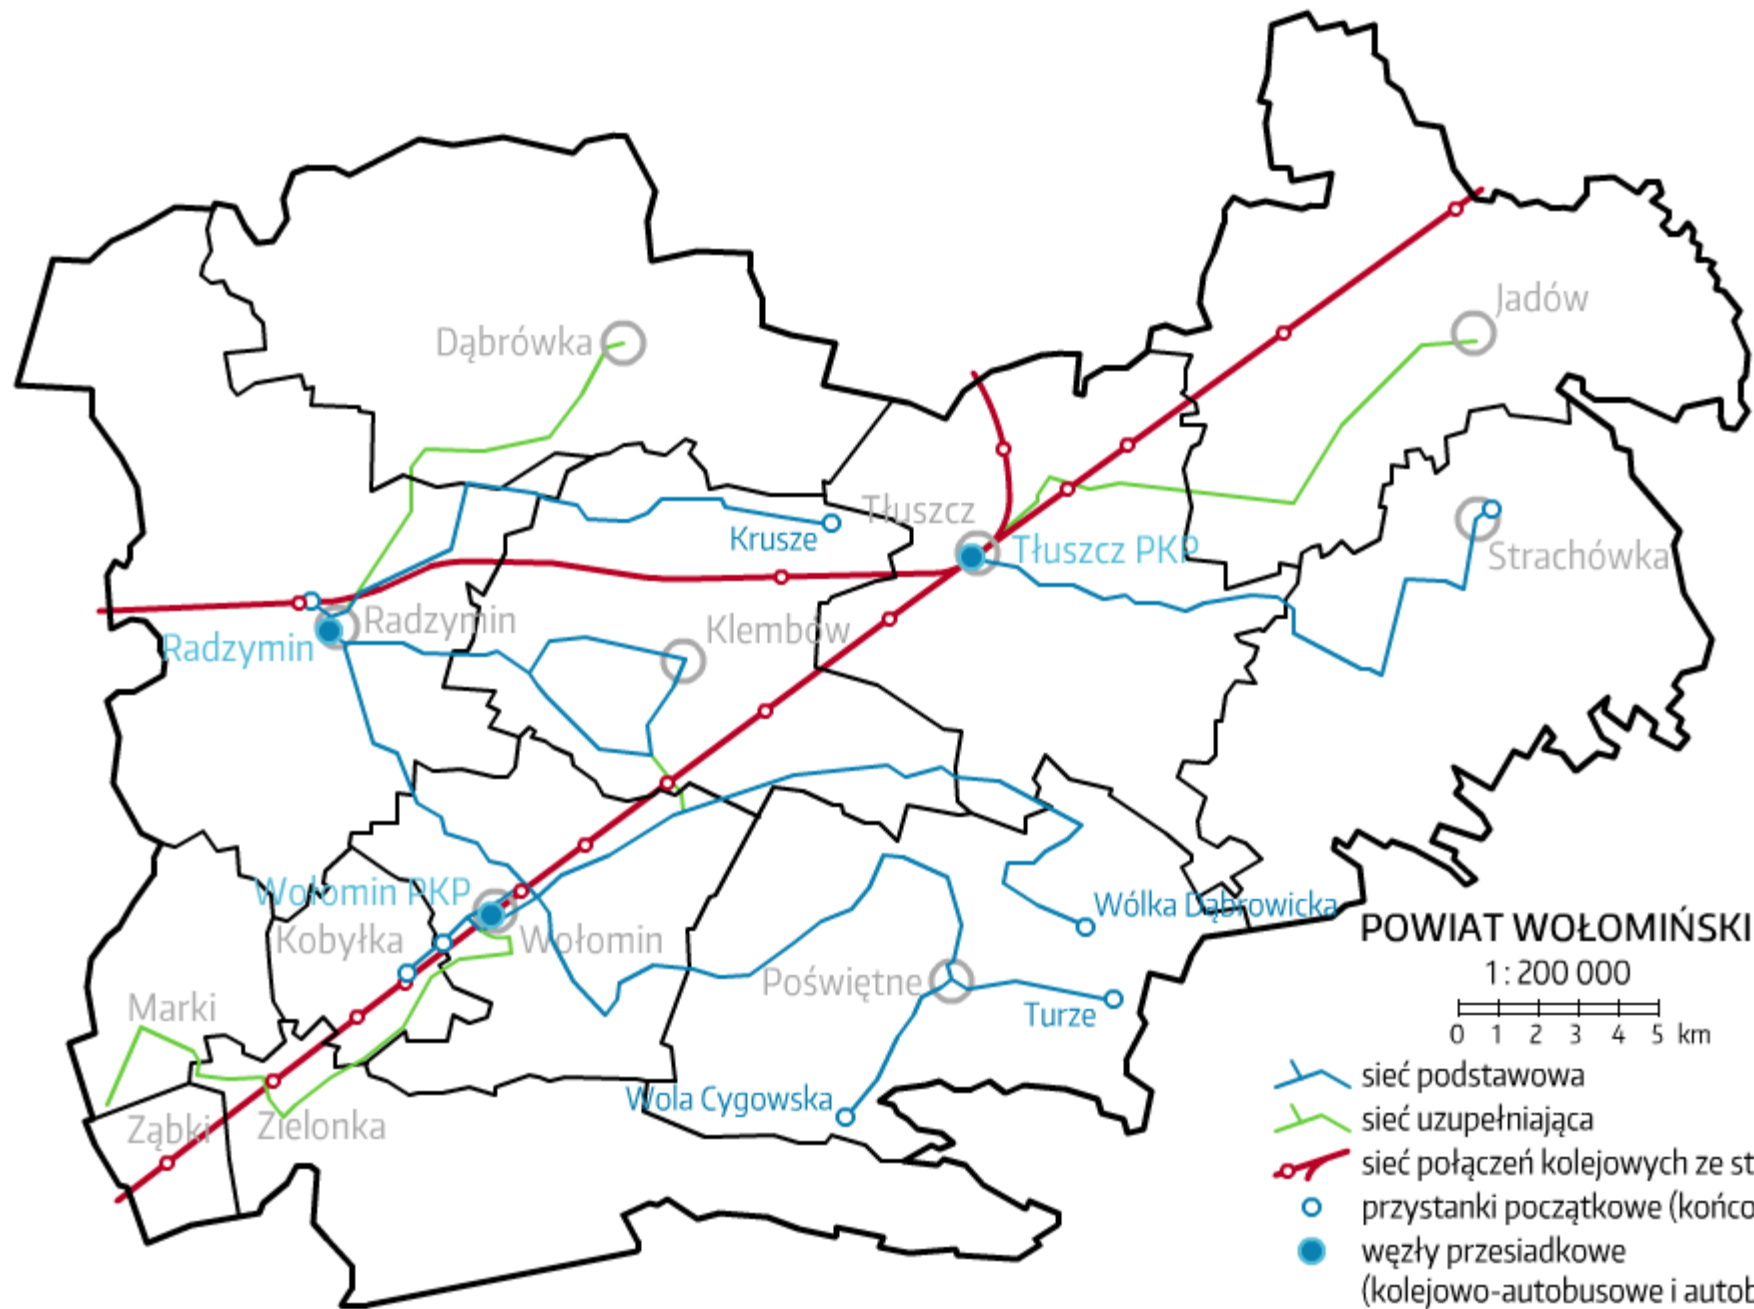 Jadów
Dąbrówka
Tłuszcz
Krusze
Tłuszcz PKP
Strachówka
Radzymin
Radzymin
Klembów
Wołomin PKP
Wólka Dąbrowicka
Kobyłka
Wołomin
Poświętne
Marki
Turze
Wola Cygowska
Ząbki
Zielonka
POWIAT WOŁOMIŃSKI
1 : 200 000
0 1 2 3 4 5 km
sieć podstawowa
sieć uzupełniająca
sieć połączeń kolejowych ze st
przystanki początkowe (końco
węzły przesiadkowe
(kolejowo-autobusowe i autob